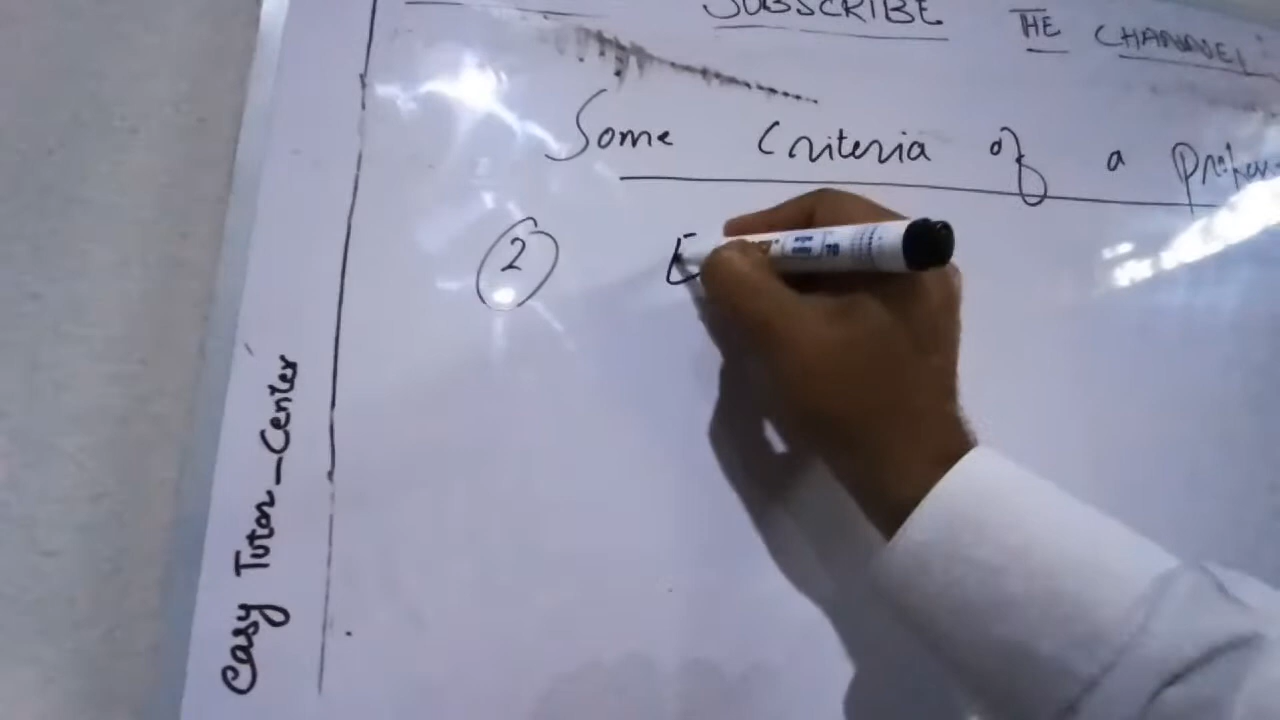 SUBSCRIBE THE CHANNEL
Some Criteria of a
2 E
Easy Tutor_Center